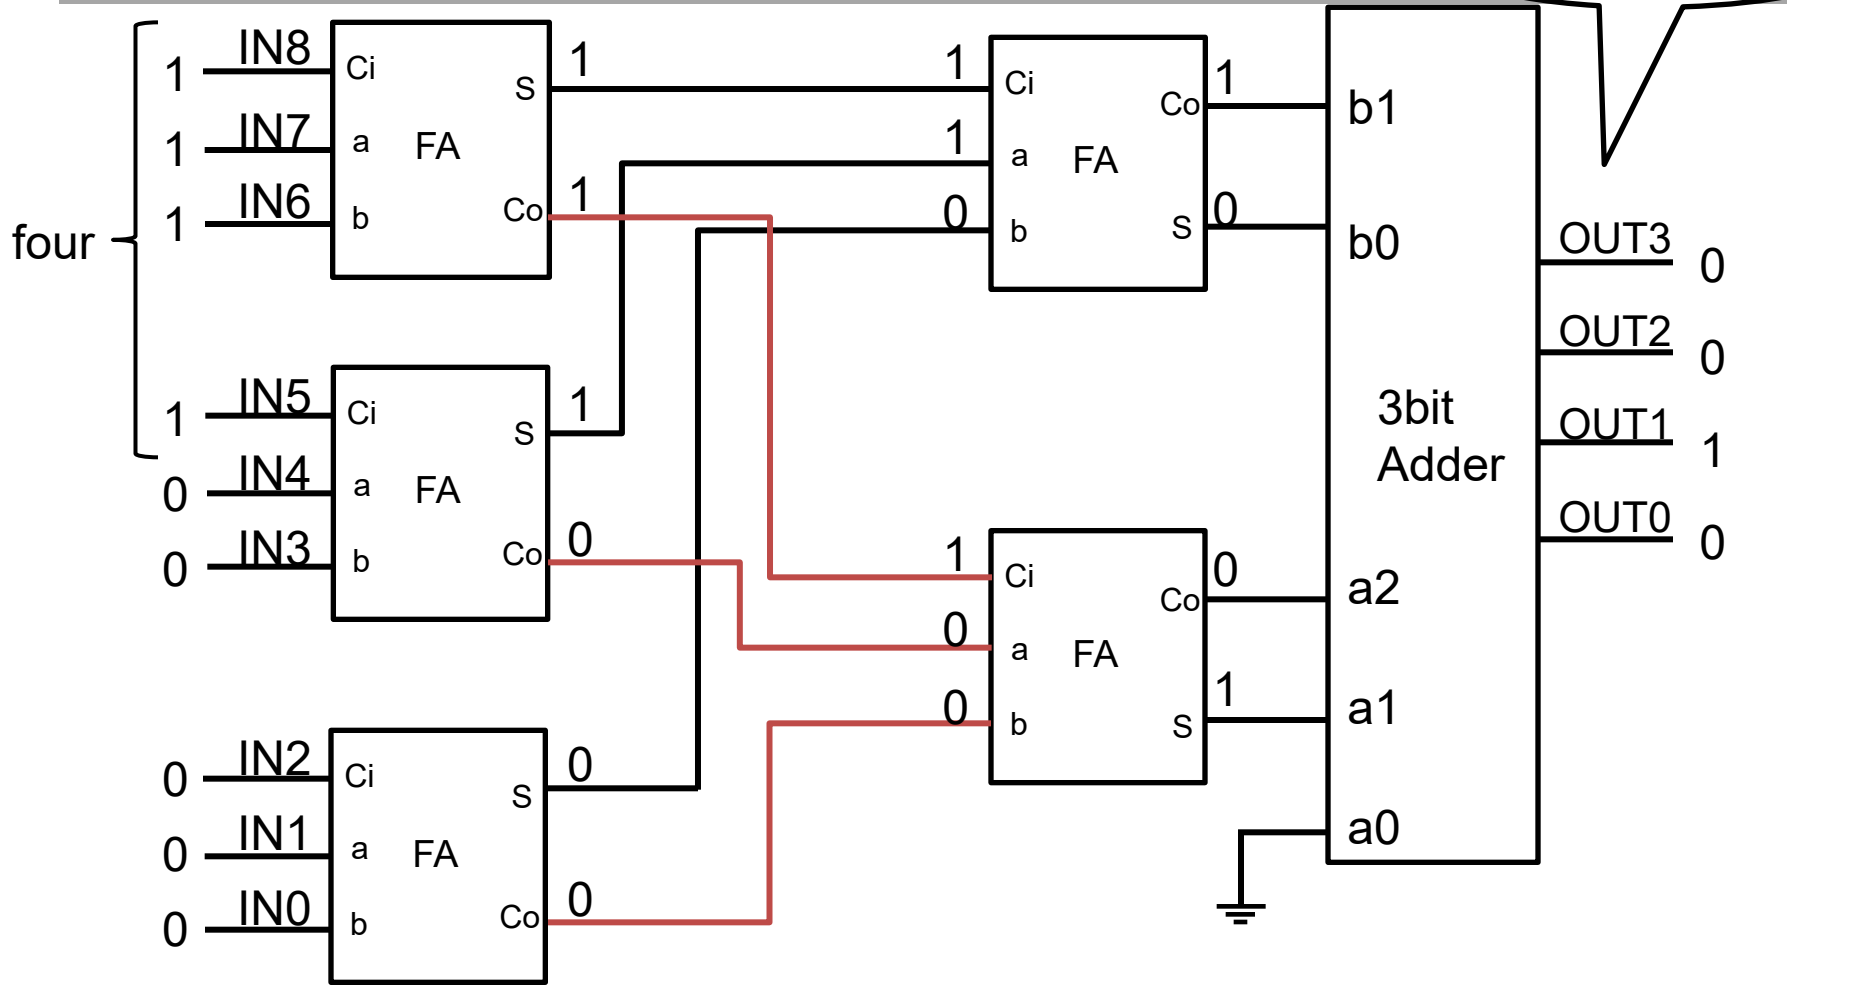 four
1 IN8
1 IN7
1 IN6
Ci
a FA
b
S 1
Co 1
1 IN5
0 IN4
0 IN3
Ci
a FA
b
S 1
Co 0
0 IN2
0 IN1
0 IN0
Ci
a FA
b
S 0
Co 0
1 Ci
1 a FA
0 b
Co 1
S 0
1 Ci
0 a FA
0 b
Co 0
S 1
b1
b0
3bit
Adder
a2
a1
a0
OUT3 0
OUT2 0
OUT1 1
OUT0 0